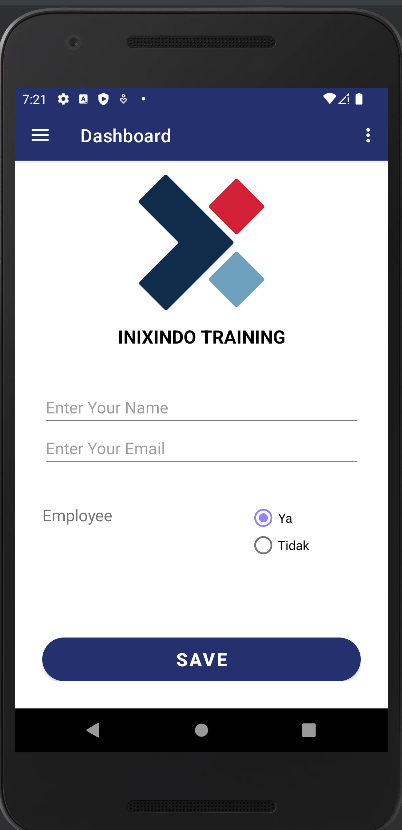 7:21
Dashboard
INIXINDO TRAINING
Enter Your Name
Enter Your Email
Employee
Ya
Tidak
SAVE